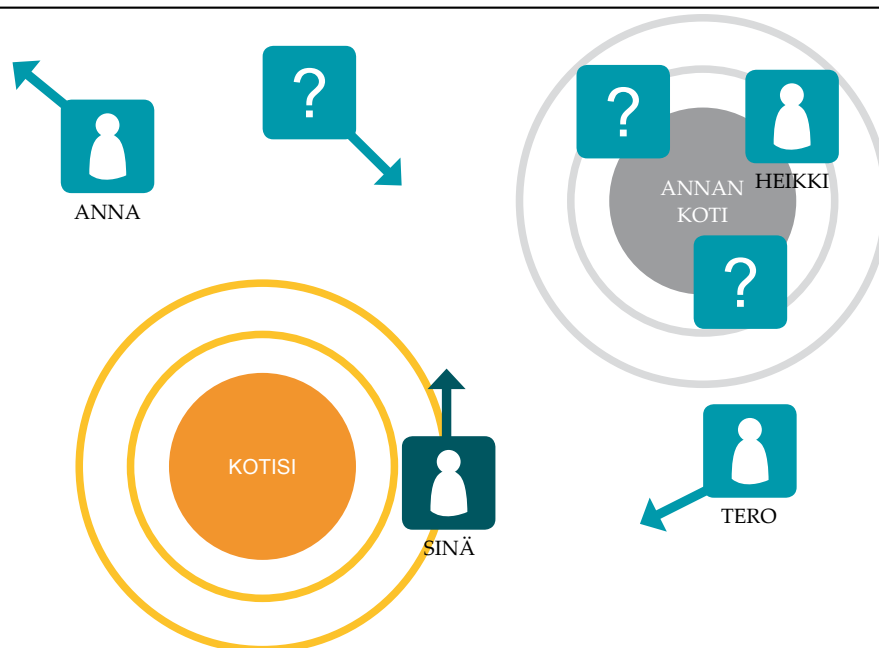 ?
?
ANNA
ANNAN
KOTI
HEIKKI
?
KOTISI
SINÄ
TERO